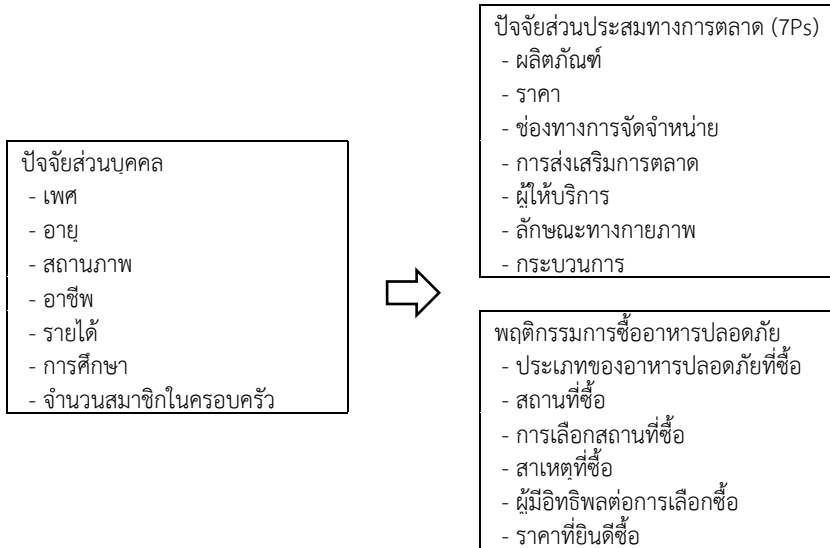 ปัจจัยส่วนบุคคล
- เพศ
- อายุ
- สถานภาพ
- อาชีพ
- รายได้
- การศึกษา
- จำนวนสมาชิกในครอบครัว
ปัจจัยส่วนประสมทางการตลาด (7Ps)
- ผลิตภัณฑ์
- ราคา
- ช่องทางการจัดจำหน่าย
- การส่งเสริมการตลาด
- ผู้ให้บริการ
- ลักษณะทางกายภาพ
- กระบวนการ
พฤติกรรมการซื้ออาหารปลอดภัย
- ประเภทของอาหารปลอดภัยที่ซื้อ
- สถานที่ซื้อ
- การเลือกสถานที่ซื้อ
- สาเหตุที่ซื้อ
- ผู้มีอิทธิพลต่อการเลือกซื้อ
- ราคาที่ยินดีซื้อ